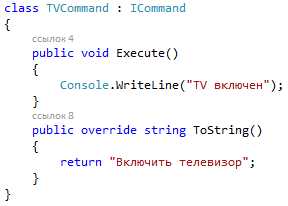 class TVCommand : ICommand
{
ссылок 4
public void Execute()
{
Console.WriteLine("TV включен");
}
ссылок 8
public override string ToString()
{
return "Включить телевизор";
}
}